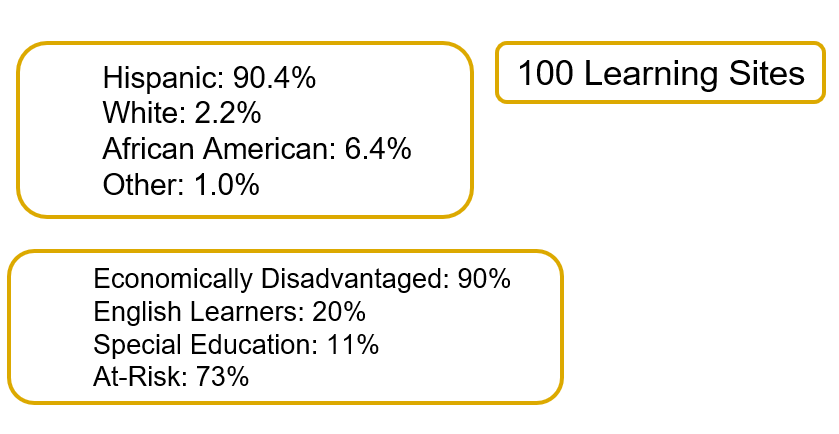 Hispanic: 90.4%
White: 2.2%
African American: 6.4%
Other: 1.0%
100 Learning Sites
Economically Disadvantaged: 90%
English Learners: 20%
Special Education: 11%
At-Risk: 73%